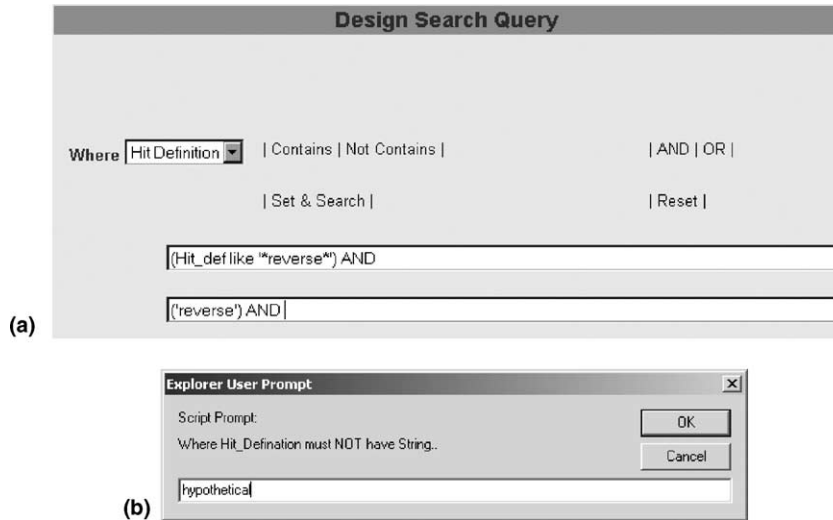 Design Search Query
Where Hit Definition | Contains | Not Contains | | AND | OR |
| Set & Search | | Reset |
(Hit_def like '*reverse*') AND
('reverse') AND
(a)
Explorer User Prompt
Script Prompt:
OK
Where Hit_Defination must NOT have String..
Cancel
hypothetical
(b)